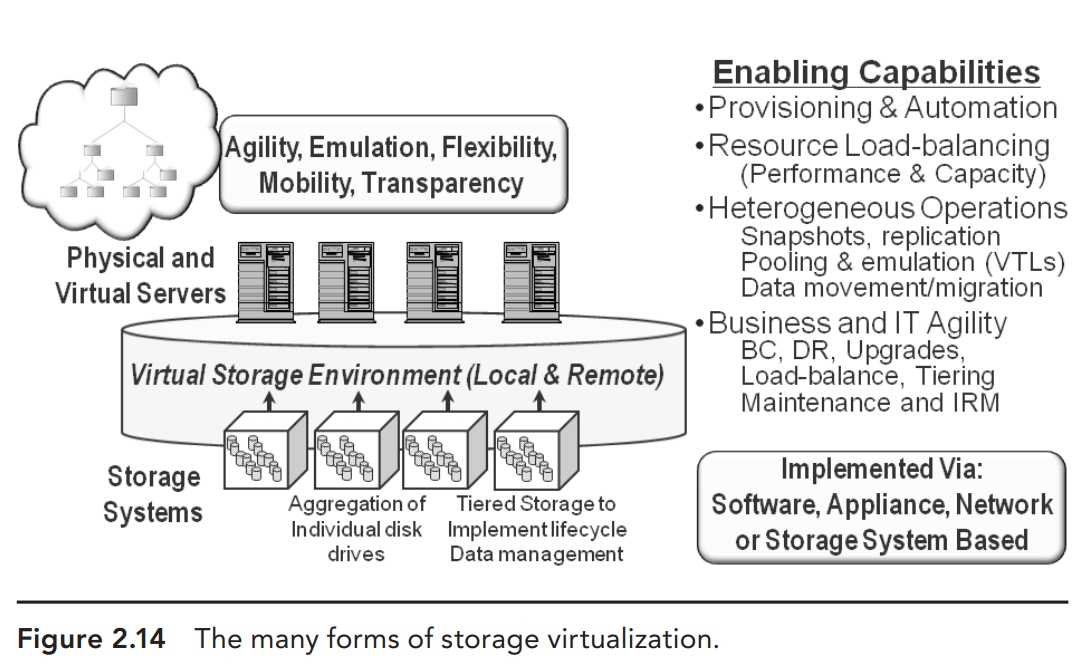 Agility, Emulation, Flexibility,
Mobility, Transparency
Physical and
Virtual Servers
Virtual Storage Environment (Local & Remote)
Storage
Systems
Aggregation of
Individual disk
drives
Tiered Storage to
Implement lifecycle
Data management
Enabling Capabilities
•Provisioning & Automation
•Resource Load-balancing
(Performance & Capacity)
•Heterogeneous Operations
Snapshots, replication
Pooling & emulation (VTLs)
Data movement/migration
•Business and IT Agility
BC, DR, Upgrades,
Load-balance, Tiering
Maintenance and IRM
Implemented Via:
Software, Appliance, Network
or Storage System Based
Figure 2.14 The many forms of storage virtualization.